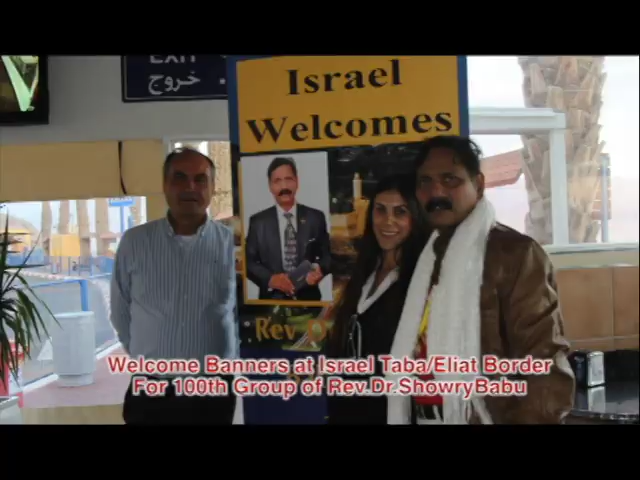 EXIT
خروج
Israel
Welcomes
Rev
Welcome Banners at Israel Taba/Eliat Border
For 100th Group of Rev.Dr.ShowryBabu